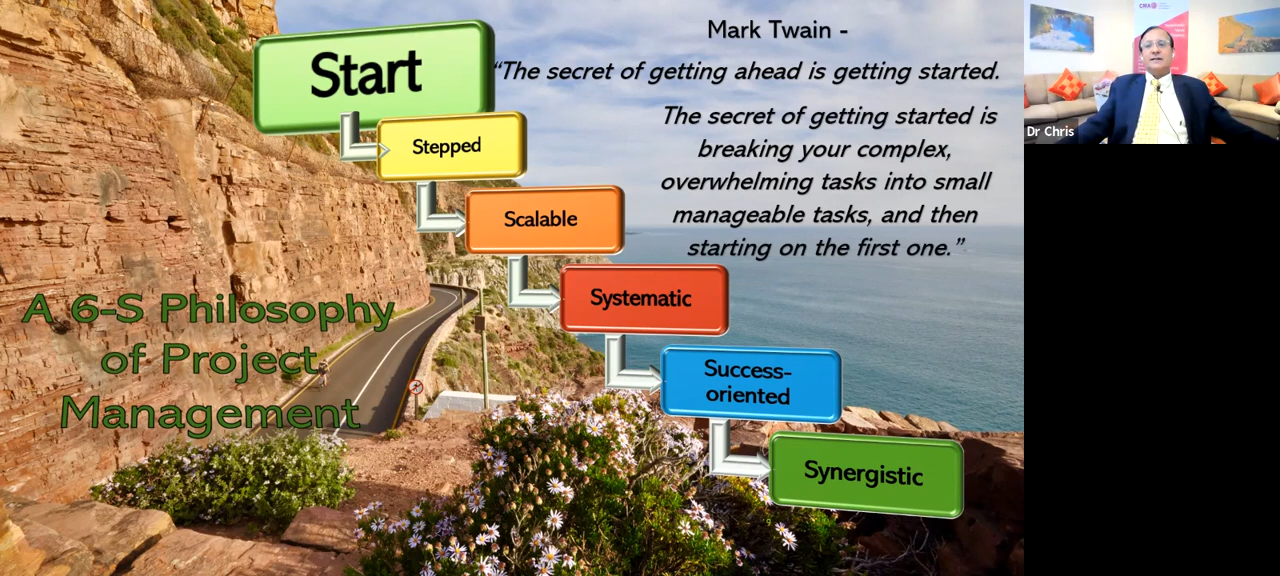 Start
Mark Twain -
“The secret of getting ahead is getting started.
The secret of getting started is
breaking your complex,
overwhelming tasks into small
manageable tasks, and then
starting on the first one.”
Stepped
Scalable
Systematic
Success-
oriented
Synergistic
A 6-S Philosophy
of Project
Management
CMA
Dr Chris